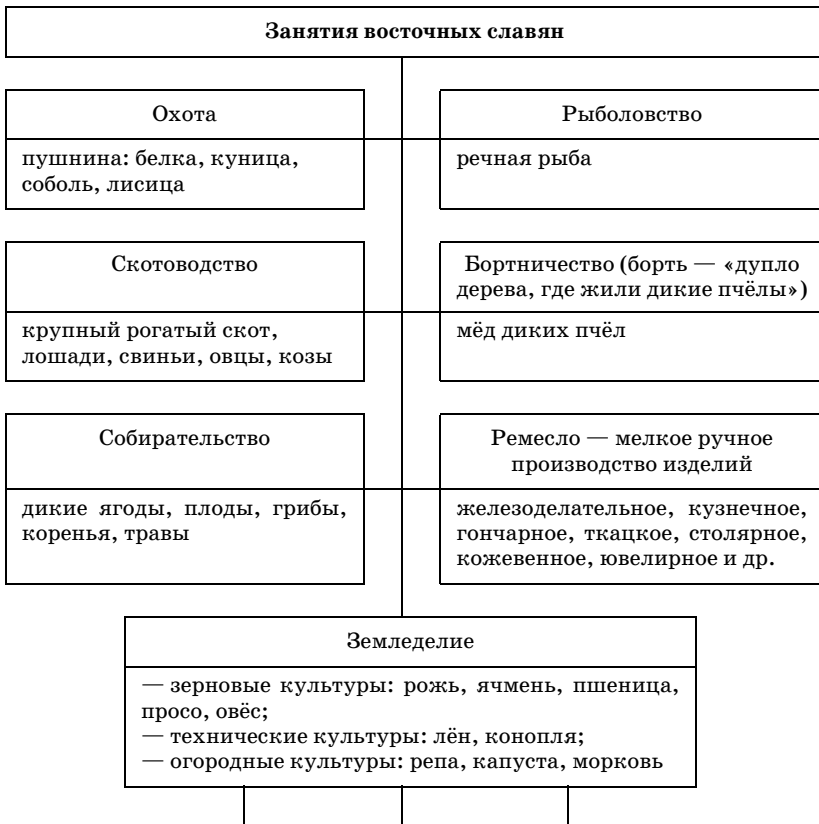 Занятия восточных славян
Охота
пушнина: белка, куница,
соболь, лисица
Рыболовство
речная рыба
Скотоводство
крупный рогатый скот,
лошади, свиньи, овцы, козы
Бортничество (борть — «дупло
дерева, где жили дикие пчёлы»)
мёд диких пчёл
Собирательство
дикие ягоды, плоды, грибы,
коренья, травы
Ремесло — мелкое ручное
производство изделий
железоделательное, кузнечное,
гончарное, ткацкое, столярное,
кожевенное, ювелирное и др.
Земледелие
— зерновые культуры: рожь, ячмень, пшеница,
просо, овёс;
— технические культуры: лён, конопля;
— огородные культуры: репа, капуста, морковь